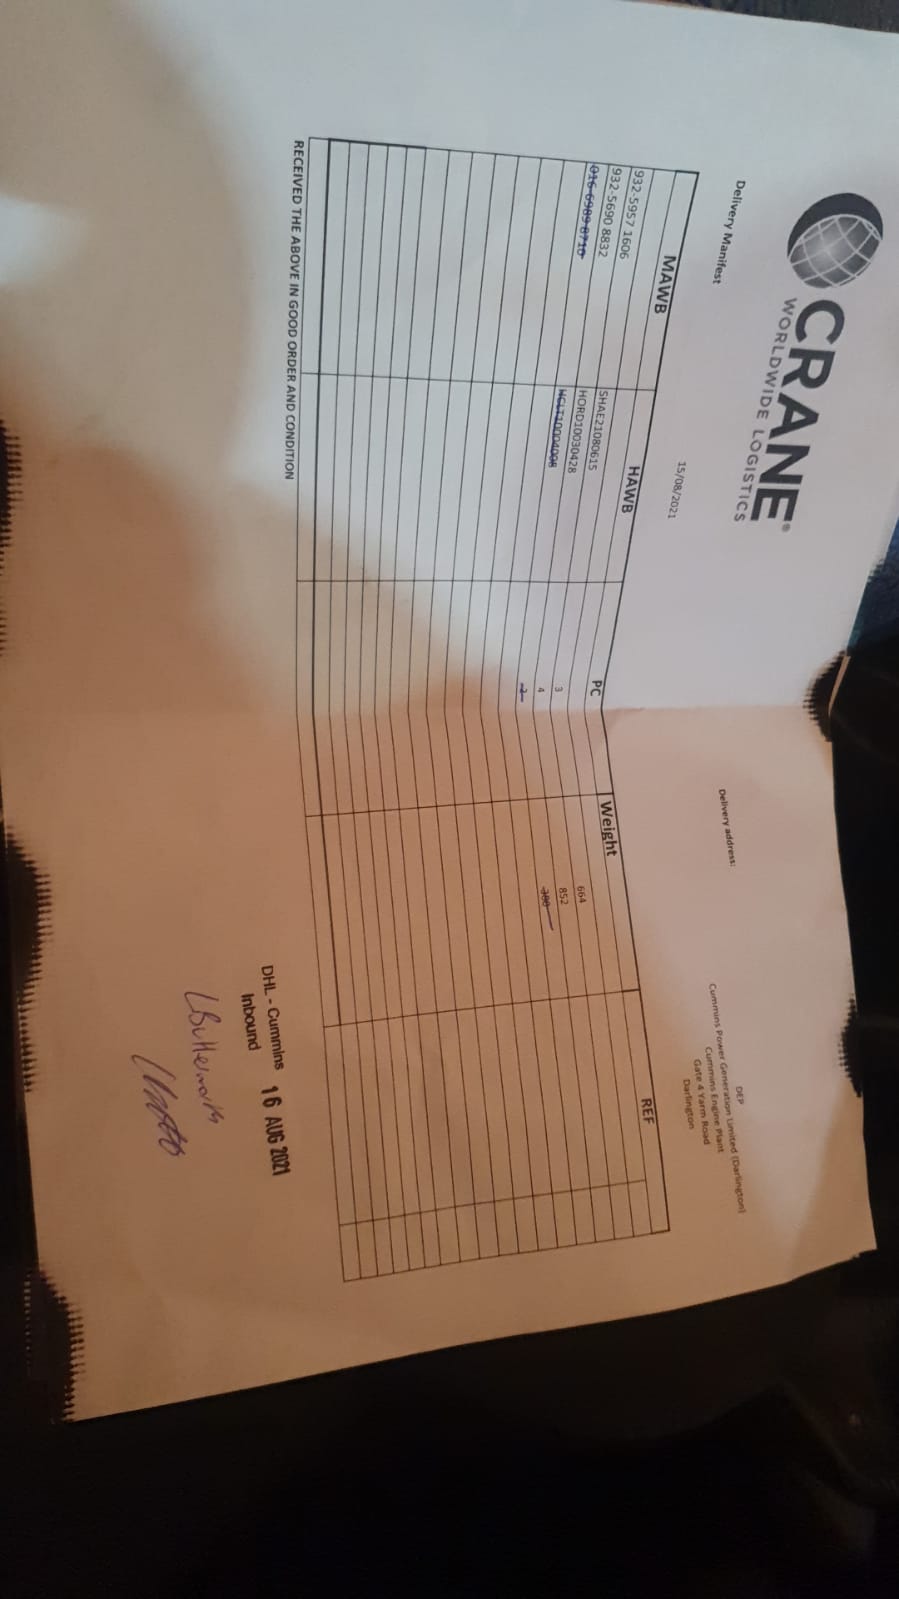 CRANE®
WORLDWIDE LOGISTICS
Delivery Manifest
15/08/2021
Delivery address:
DEP
Cummins Power Generation Limited (Darlington)
Cummins Engine Plant
Gate 4 Yarm Road
Darlington
MAWB HAWB PC Weight REF
932-5957 1606 SHAE21080615 3 664
932-5690 8832 HORD10030428 4 852
016-6989 8710 HCLT10004008 2 300
RECEIVED THE ABOVE IN GOOD ORDER AND CONDITION
DHL - Cummins
Inbound
16 AUG 2021
LButterworth